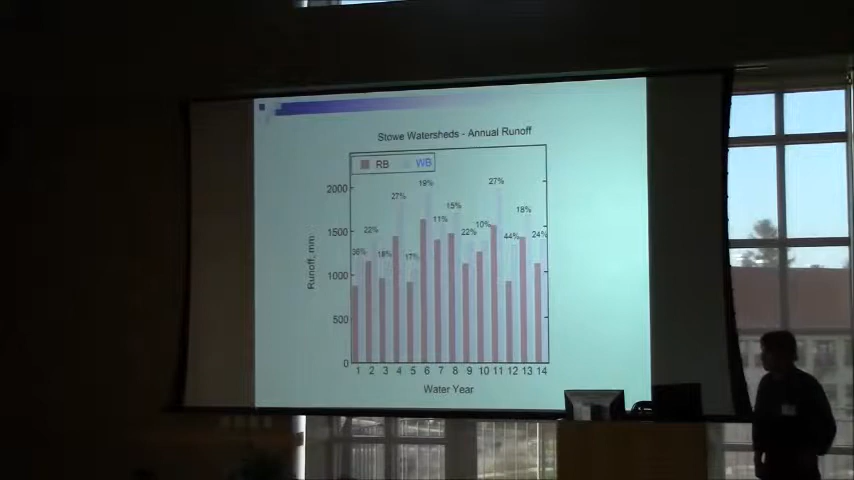 Stowe Watersheds - Annual Runoff
RB WB
2000
1500
1000
500
0
Runoff, mm
36% 22% 18% 27% 17% 19% 11% 15% 22% 10% 27% 44% 18% 24%
1 2 3 4 5 6 7 8 9 10 11 12 13 14
Water Year